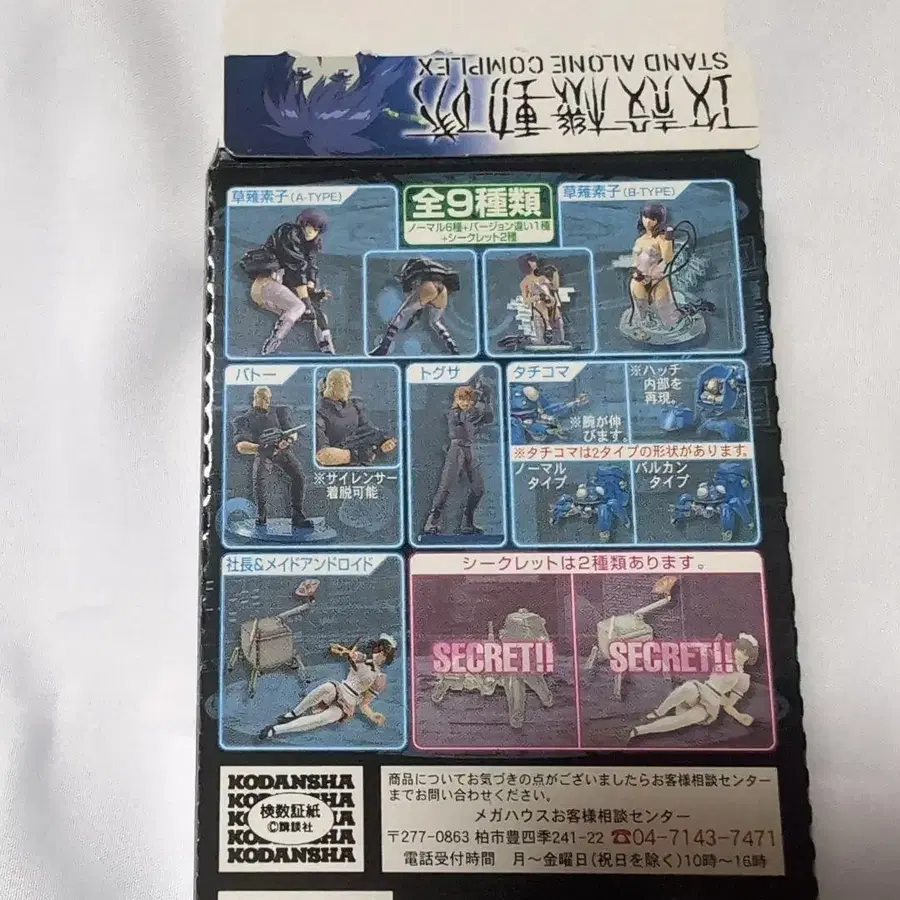 STAND ALONE COMPLEX
攻殻機動隊
草薙素子(A-TYPE)
全9種類
ノーマル6種+バージョン違い1種
+シークレット2種
草薙素子(B-TYPE)
バトー
※サイレンサー
着脱可能
トグサ
タチコマ
※腕が伸
びます。
※ハッチ
内部を
再現。
※タチコマは2タイプの形状があります。
ノーマル
タイプ
バルカン
タイプ
社長&メイドアンドロイド
シークレットは2種類あります。
SECRET!!
SECRET!!
KODANSHA
KODANSHA
KODANSHA
KODANSHA
KODANSHA
検数証紙
©講談社
商品についてお気づきの点がございましたらお客様相談センター
までお問い合わせください。
メガハウスお客様相談センター
〒277-0863 柏市豊四季241-22 ☎04-7143-7471
電話受付時間 月～金曜日(祝日を除く)10時～16時